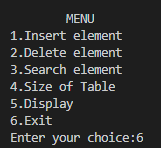 MENU
1.Insert element
2.Delete element
3.Search element
4.Size of Table
5.Display
6.Exit
Enter your choice:6